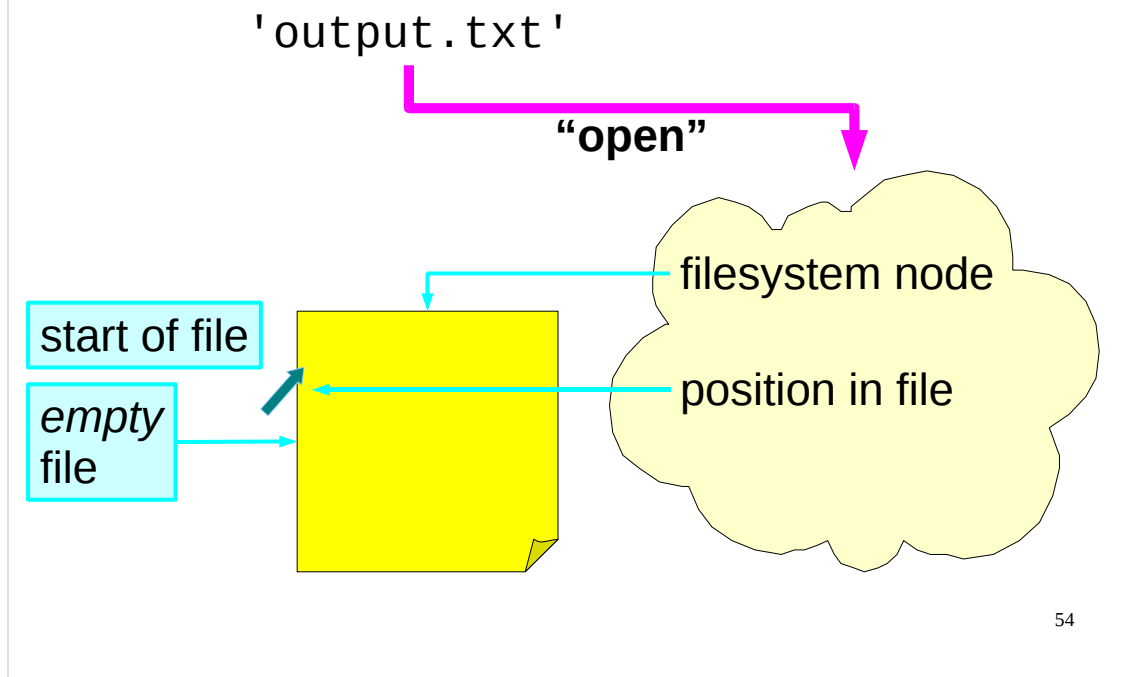 'output.txt'
“open”
filesystem node
start of file
position in file
empty
file
54